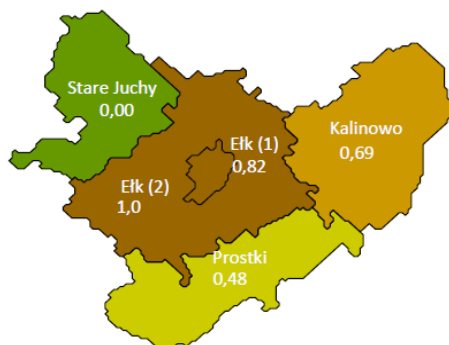 Stare Juchy
0,00
Ełk (1)
0,82
Kalinowo
0,69
Ełk (2)
1,0
Prostki
0,48